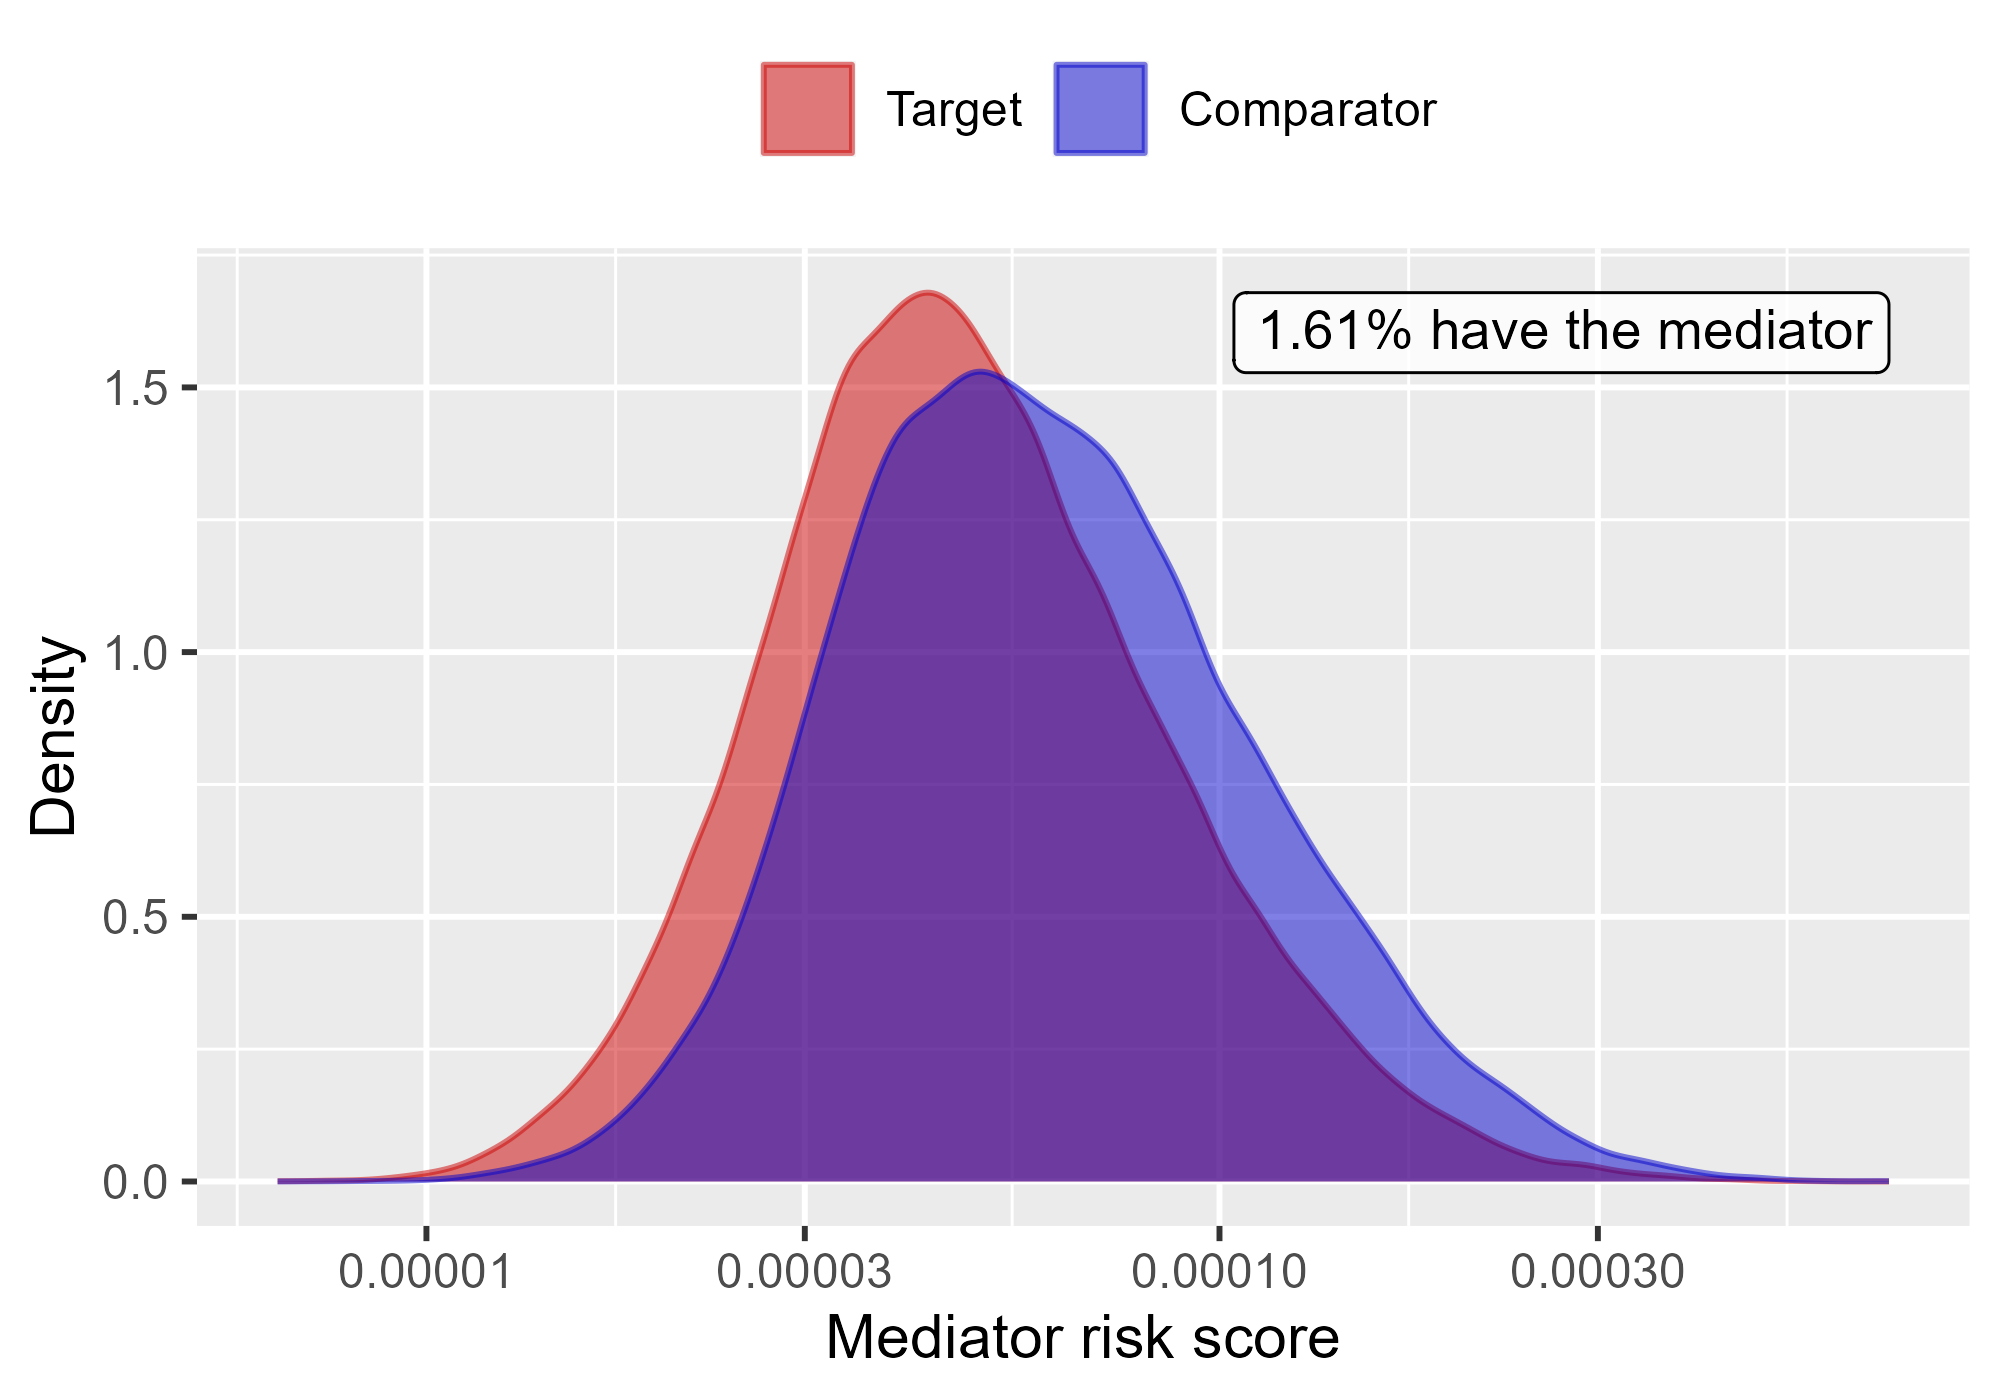 Target Comparator
1.61% have the mediator
Density
1.5
1.0
0.5
0.0
0.00001 0.00003 0.00010 0.00030
Mediator risk score